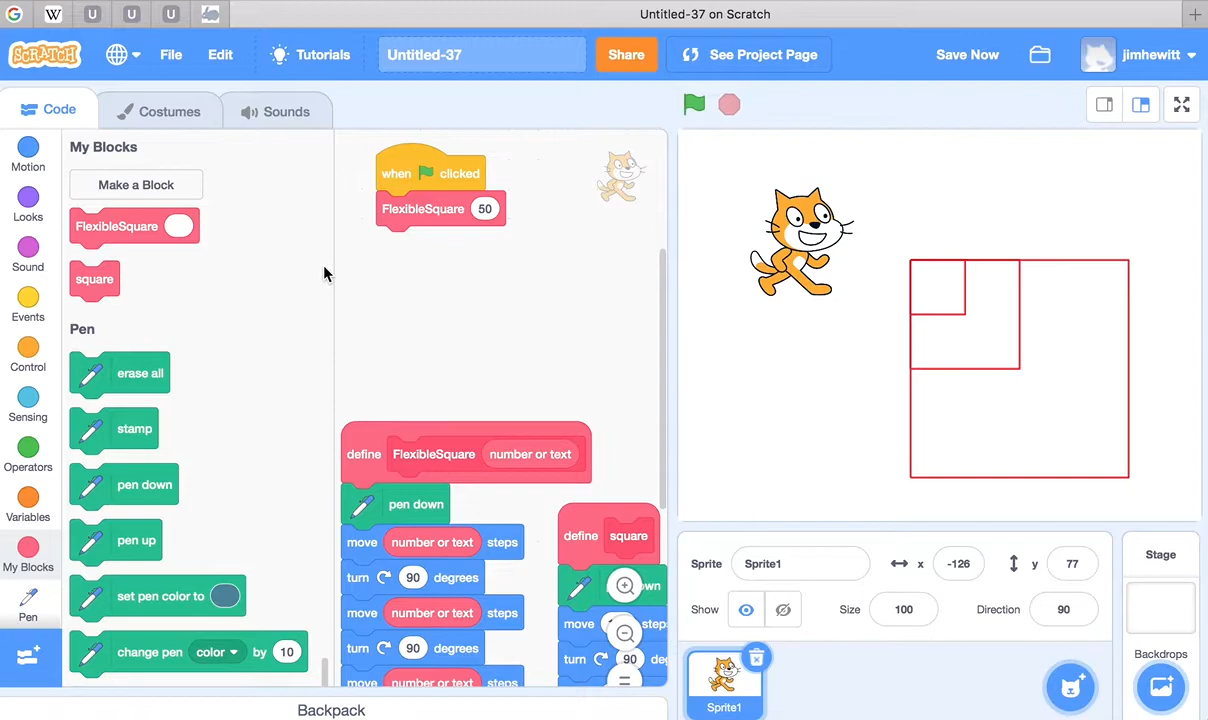 G W U U U
Untitled-37 on Scratch
SCRATCH File Edit Tutorials Untitled-37 Share See Project Page Save Now jimhewitt
Code Costumes Sounds
Motion
Looks
Sound
Events
Control
Sensing
Operators
Variables
My Blocks
Pen
My Blocks
Make a Block
FlexibleSquare
square
Pen
erase all
stamp
pen down
pen up
set pen color to
change pen color by 10
when clicked
FlexibleSquare 50
define FlexibleSquare number or text
pen down
move number or text steps
turn 90 degrees
move number or text steps
turn 90 degrees
move number or text steps
define square
move steps
turn 90
Backpack
Sprite Sprite1 x -126 y 77
Show Size 100 Direction 90
Sprite1
Stage
Backdrops